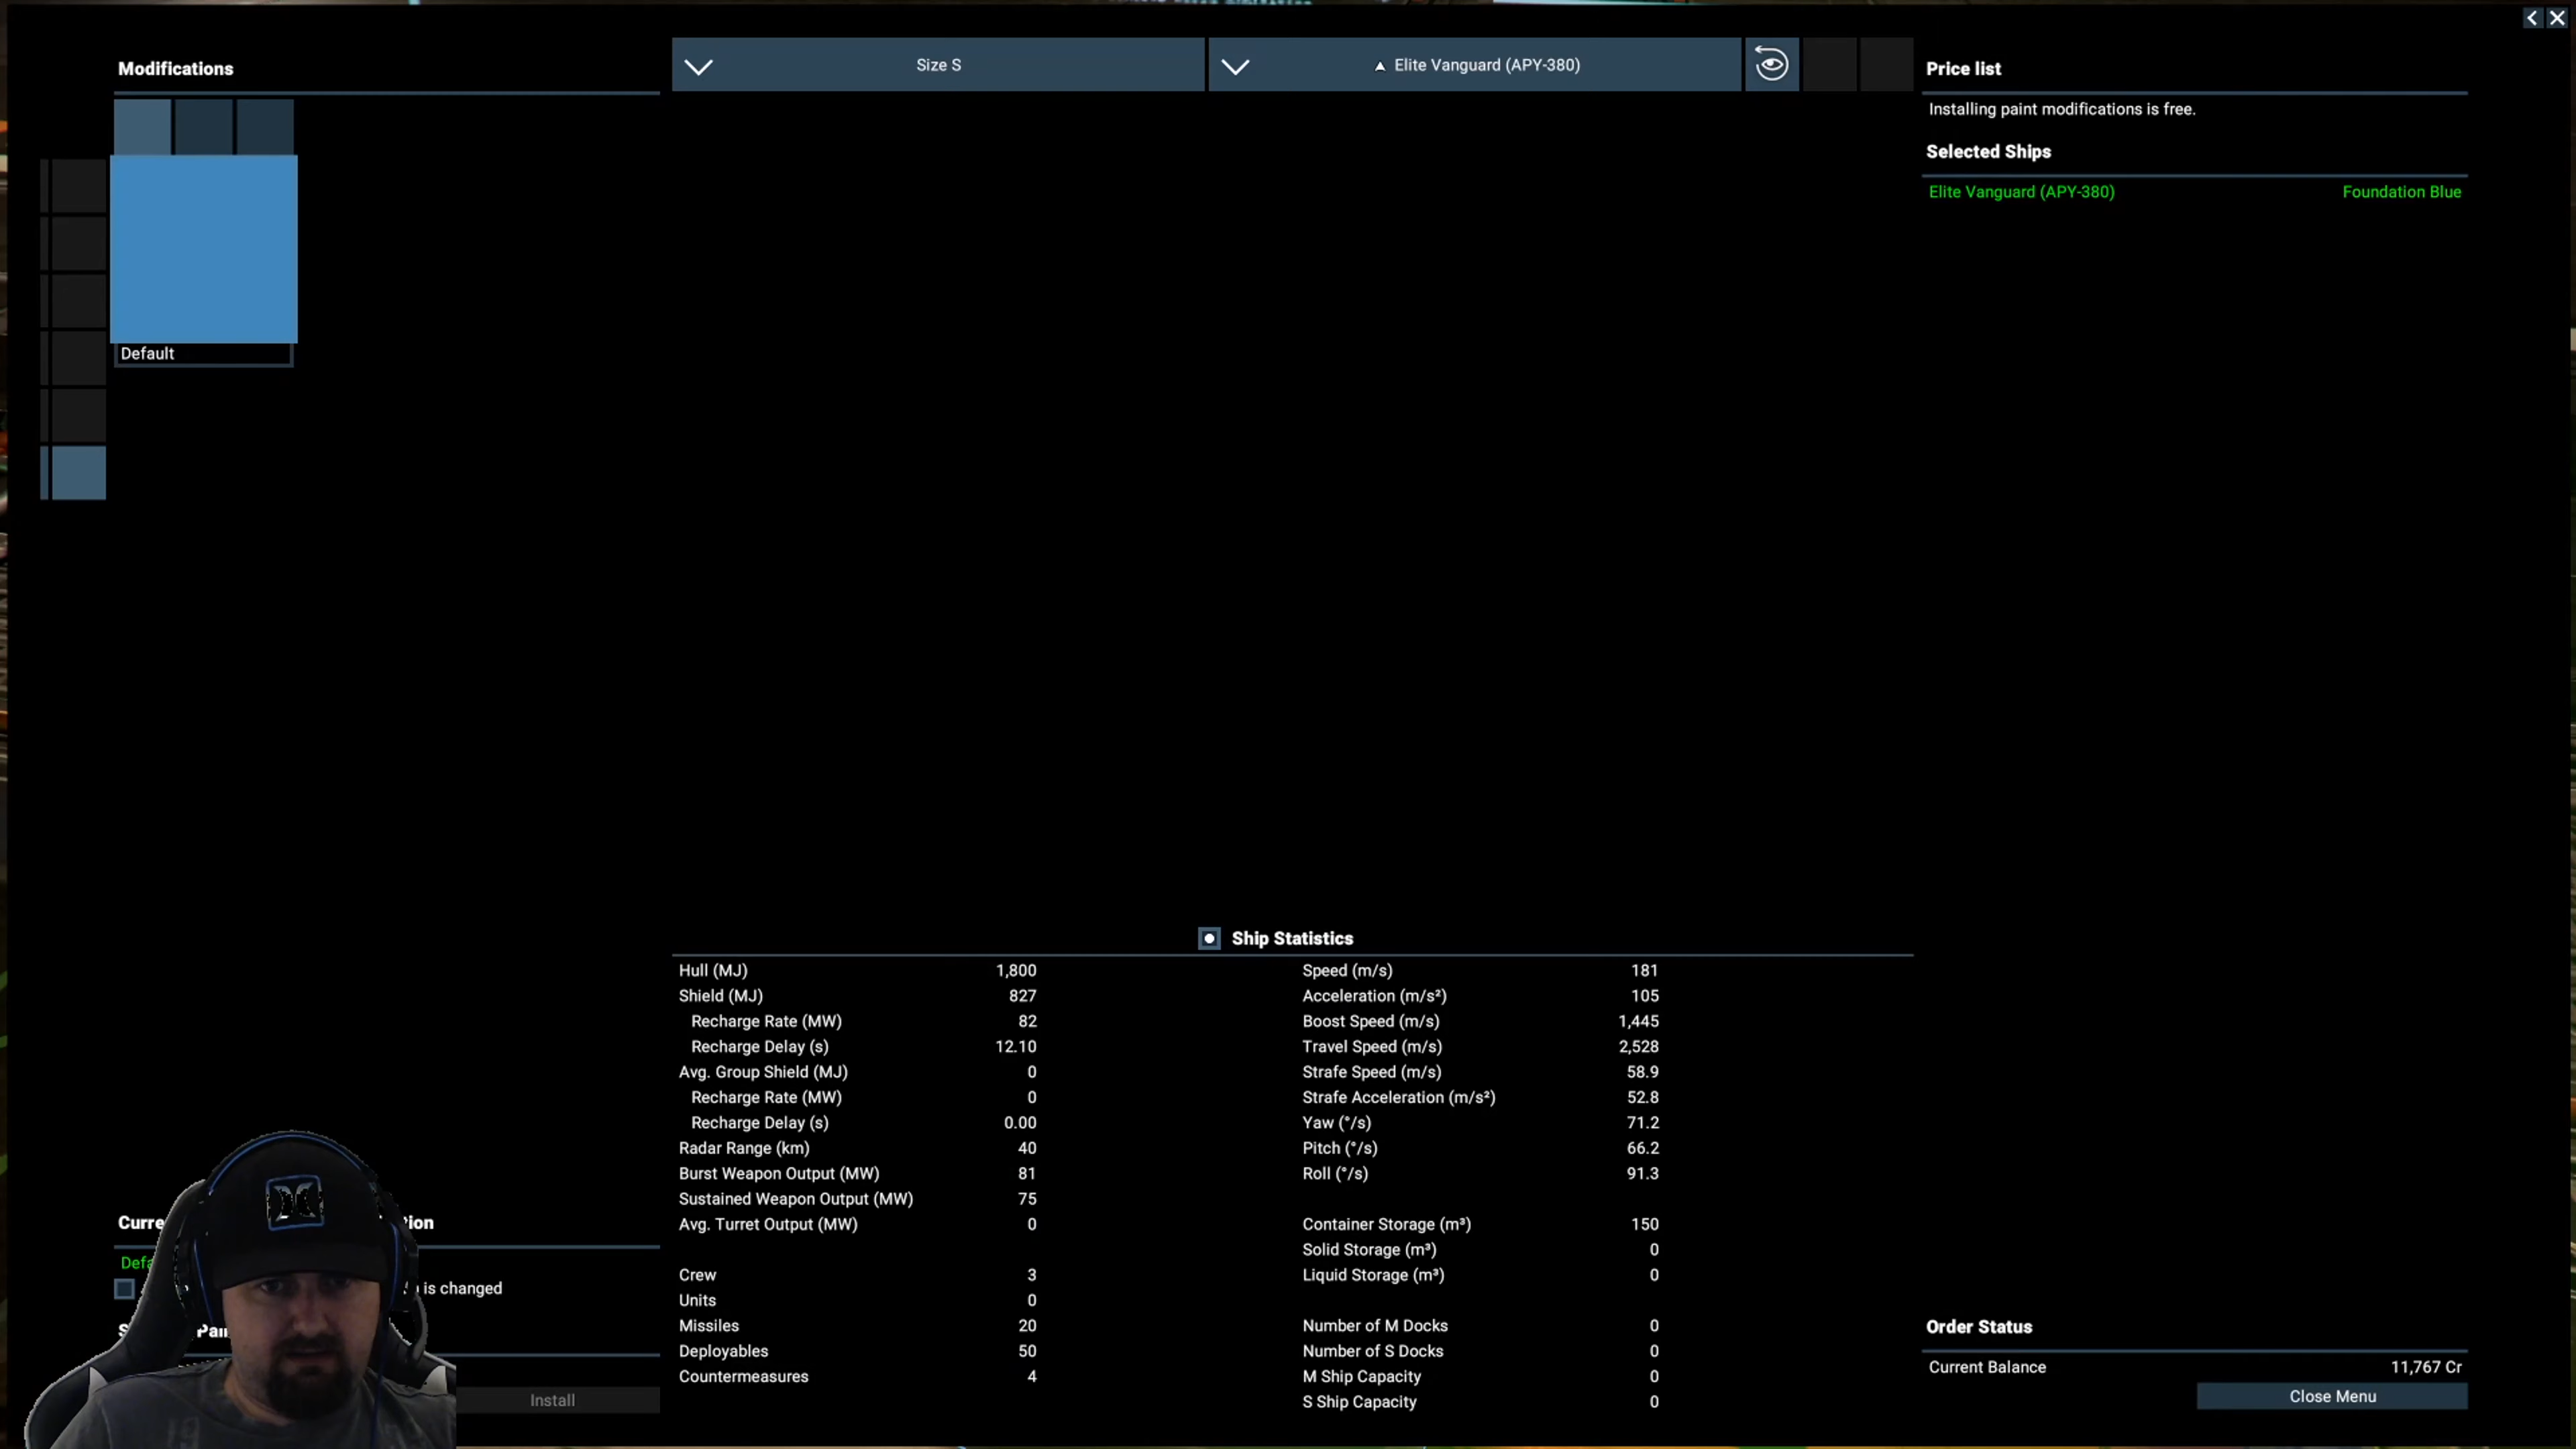 Modifications
Default
Curre
tion
Defa
is changed
Pain
Install
Size S
Elite Vanguard (APY-380)
Ship Statistics
Hull (MJ) 1,800
Shield (MJ) 827
Recharge Rate (MW) 82
Recharge Delay (s) 12.10
Avg. Group Shield (MJ) 0
Recharge Rate (MW) 0
Recharge Delay (s) 0.00
Radar Range (km) 40
Burst Weapon Output (MW) 81
Sustained Weapon Output (MW) 75
Avg. Turret Output (MW) 0
Crew 3
Units 0
Missiles 20
Deployables 50
Countermeasures 4
Speed (m/s) 181
Acceleration (m/s²) 105
Boost Speed (m/s) 1,445
Travel Speed (m/s) 2,528
Strafe Speed (m/s) 58.9
Strafe Acceleration (m/s²) 52.8
Yaw (°/s) 71.2
Pitch (°/s) 66.2
Roll (°/s) 91.3
Container Storage (m³) 150
Solid Storage (m³) 0
Liquid Storage (m³) 0
Number of M Docks 0
Number of S Docks 0
M Ship Capacity 0
S Ship Capacity 0
Price list
Installing paint modifications is free.
Selected Ships
Elite Vanguard (APY-380) Foundation Blue
Order Status
Current Balance 11,767 Cr
Close Menu